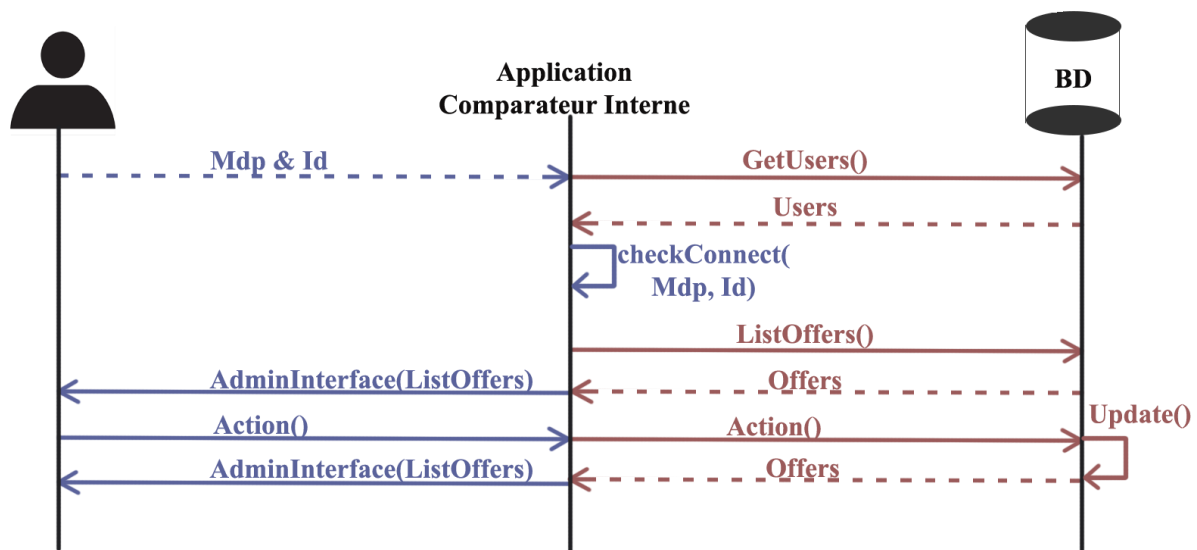 Application
Comparateur Interne
BD
Mdp & Id
GetUsers()
Users
checkConnect(
Mdp, Id)
ListOffers()
AdminInterface(ListOffers)
Offers
Action()
Action()
Update()
AdminInterface(ListOffers)
Offers